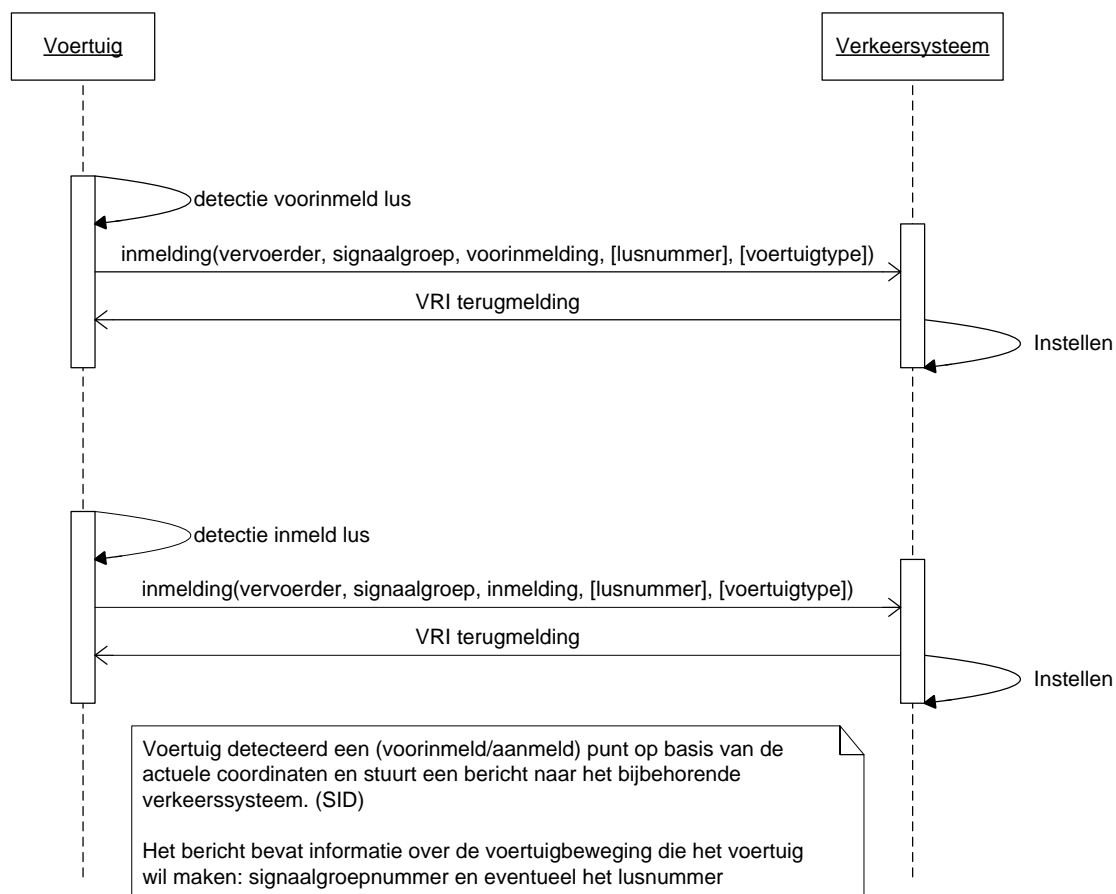 Voertuig
Verkeersysteem
detectie voorinmeld lus
inmelding(vervoerder, signaalgroep, voorinmelding, [lusnummer], [voertuigtype])
VRI terugmelding
Instellen
detectie inmeld lus
inmelding(vervoerder, signaalgroep, inmelding, [lusnummer], [voertuigtype])
VRI terugmelding
Instellen
Voertuig detecteerd een (voorinmeld/aanmeld) punt op basis van de
actuele coordinaten en stuurt een bericht naar het bijbehorende
verkeerssysteem. (SID)
Het bericht bevat informatie over de voertuigbeweging die het voertuig
wil maken: signaalgroepnummer en eventueel het lusnummer